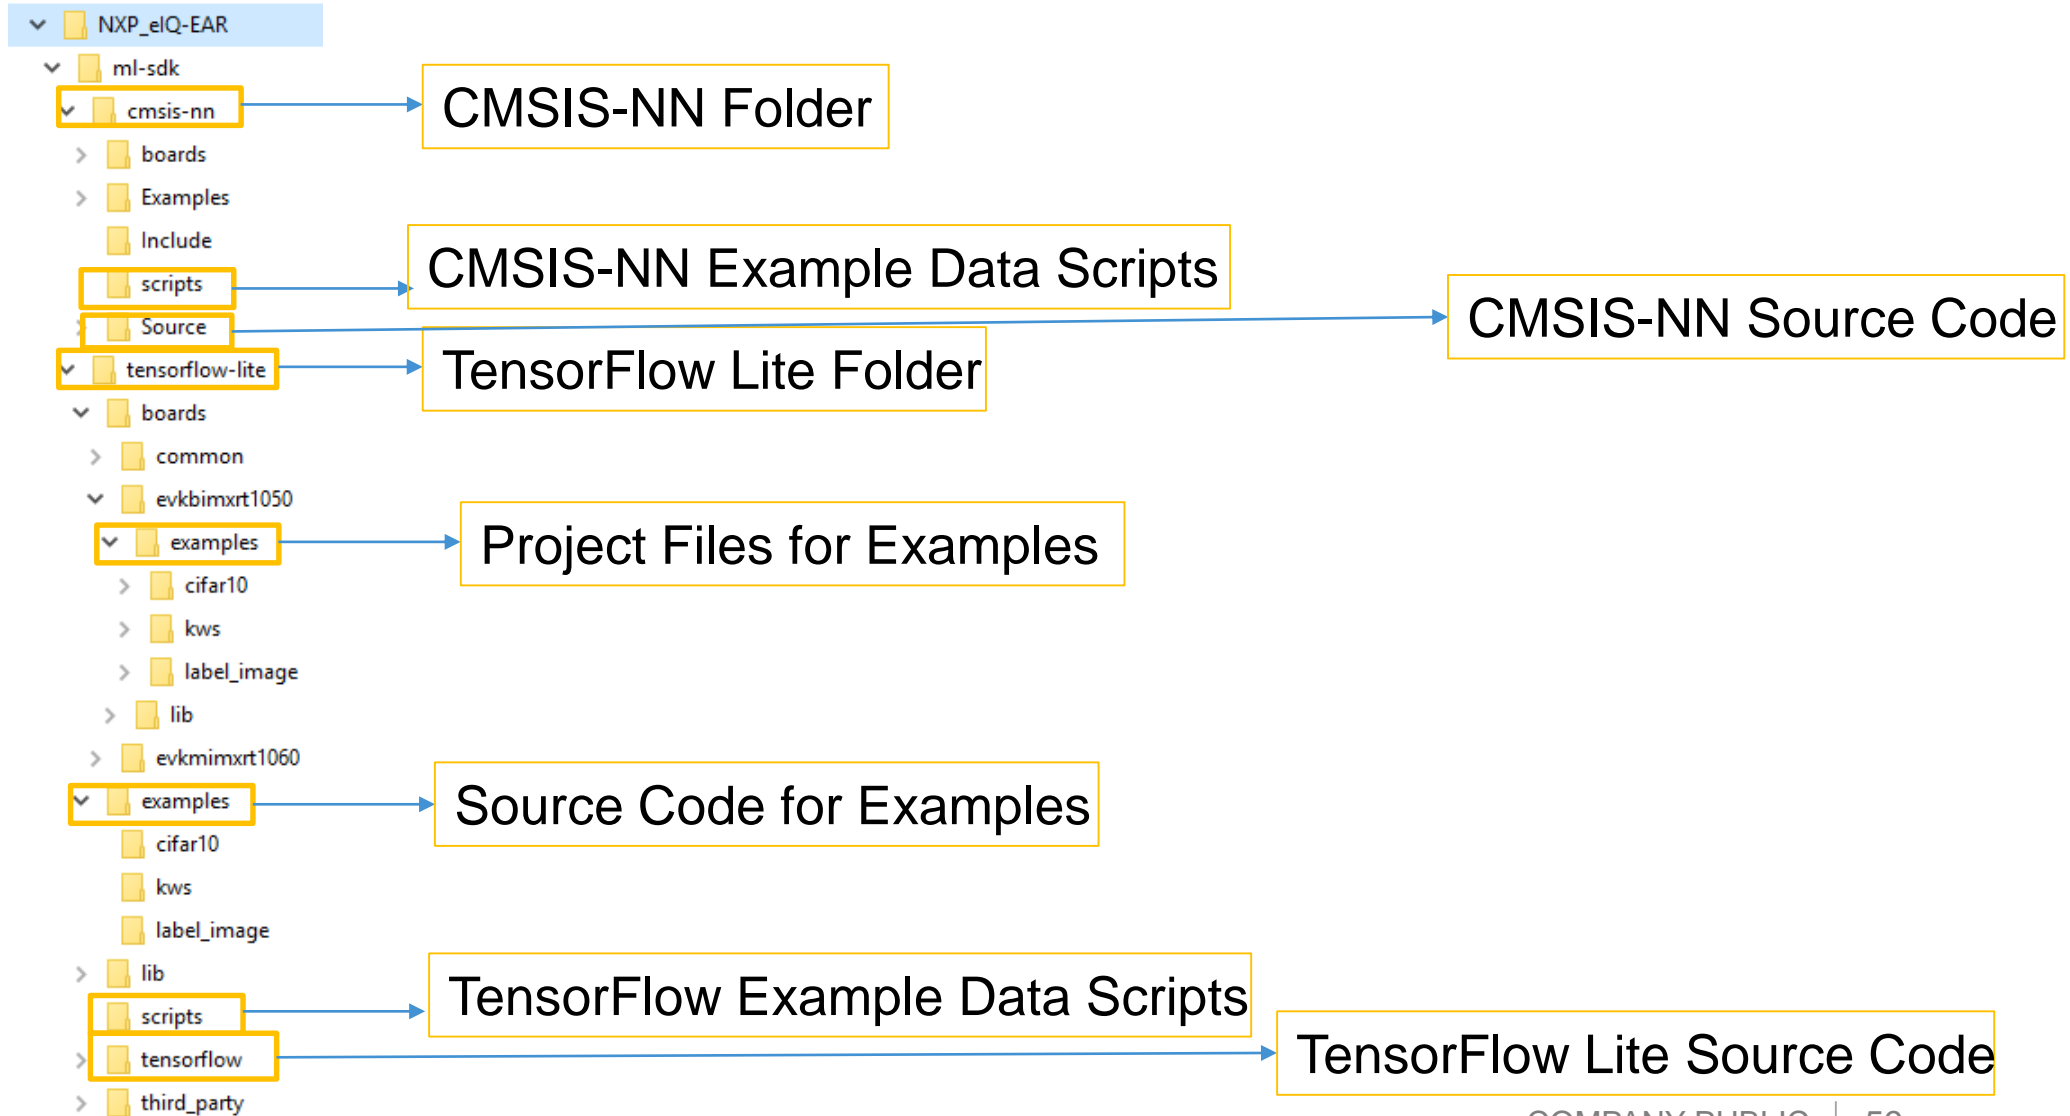 NXP_eIQ-EAR
ml-sdk
cmsis-nn
CMSIS-NN Folder
boards
Examples
Include
CMSIS-NN Example Data Scripts
scripts
Source
CMSIS-NN Source Code
tensorflow-lite
TensorFlow Lite Folder
boards
common
evkbimxrt1050
examples
Project Files for Examples
cifar10
kws
label_image
lib
evkmimxrt1060
examples
Source Code for Examples
cifar10
kws
label_image
lib
scripts
TensorFlow Example Data Scripts
tensorflow
TensorFlow Lite Source Code
third_party
COMPANY PUBLIC